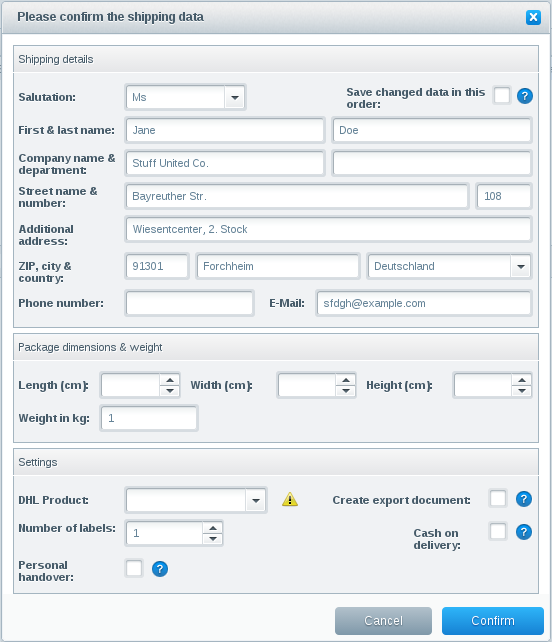 Please confirm the shipping data
Shipping details
Salutation: Ms Save changed data in this
order: ?
First & last name: Jane Doe
Company name &
department: Stuff United Co.
Street name &
number: Bayreuther Str. 108
Additional
address: Wiesentcenter, 2. Stock
ZIP, city &
country: 91301 Forchheim Deutschland
Phone number: E-Mail: sfdgh@example.com
Package dimensions & weight
Length (cm): Width (cm): Height (cm):
Weight in kg: 1
Settings
DHL Product: Create export document: ?
Number of labels: 1 Cash on
delivery: ?
Personal
handover: ?
Cancel Confirm